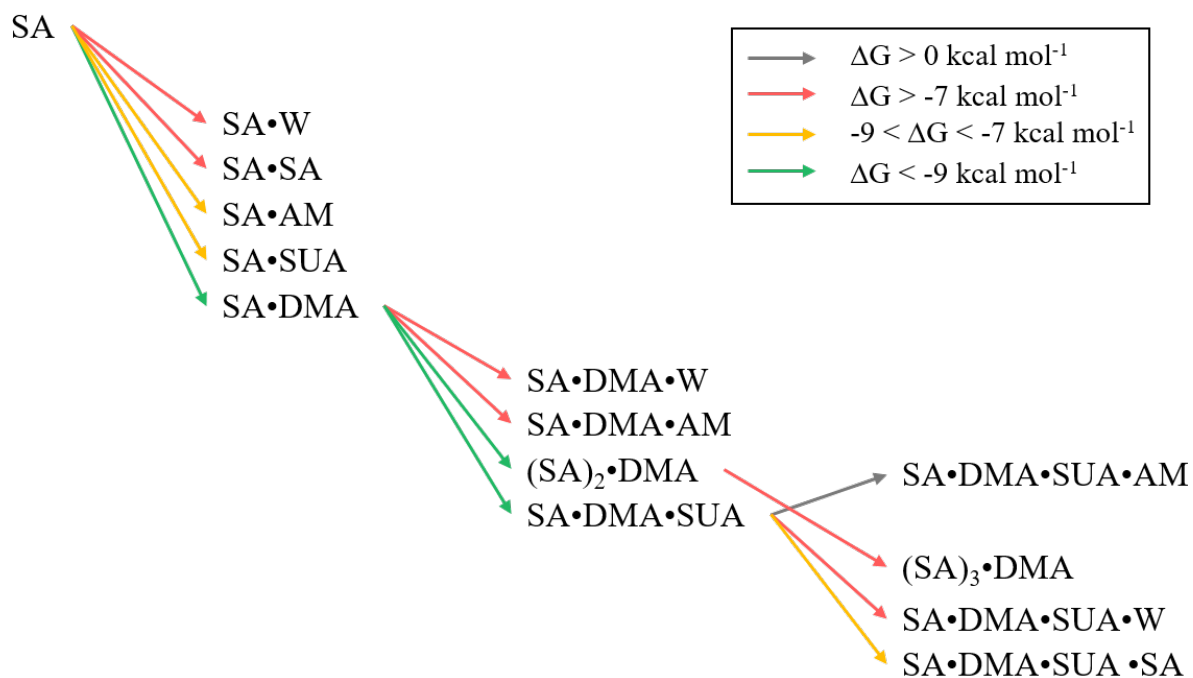 SA
ΔG > 0 kcal mol⁻¹
ΔG > -7 kcal mol⁻¹
-9 < ΔG < -7 kcal mol⁻¹
ΔG < -9 kcal mol⁻¹
SA•W
SA•SA
SA•AM
SA•SUA
SA•DMA
SA•DMA•W
SA•DMA•AM
(SA)₂•DMA
SA•DMA•SUA
SA•DMA•SUA•AM
(SA)₃•DMA
SA•DMA•SUA•W
SA•DMA•SUA •SA